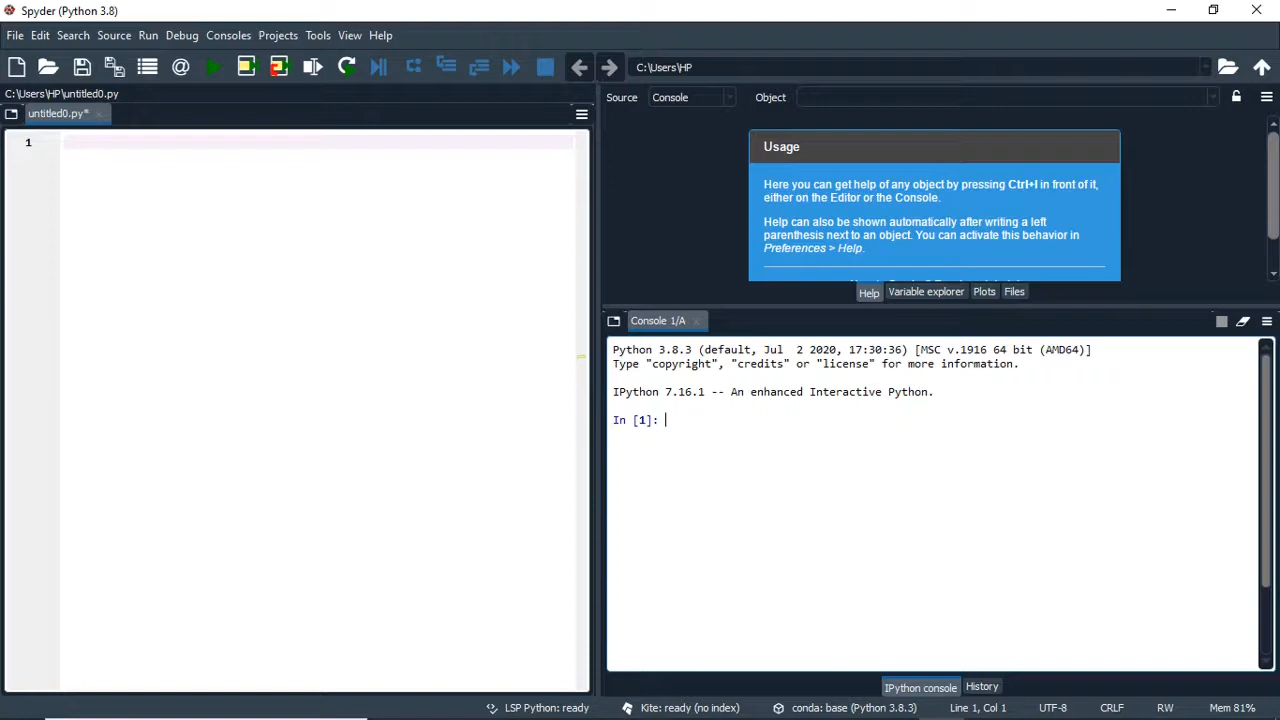 Spyder (Python 3.8)
File Edit Search Source Run Debug Consoles Projects Tools View Help
C:\Users\HP
C:\Users\HP\untitled0.py
untitled0.py*
1
Source Console Object
Usage
Here you can get help of any object by pressing Ctrl+I in front of it,
either on the Editor or the Console.
Help can also be shown automatically after writing a left
parenthesis next to an object. You can activate this behavior in
Preferences > Help.
Help Variable explorer Plots Files
Console 1/A
Python 3.8.3 (default, Jul 2 2020, 17:30:36) [MSC v.1916 64 bit (AMD64)]
Type "copyright", "credits" or "license" for more information.
IPython 7.16.1 -- An enhanced Interactive Python.
In [1]:
IPython console History
LSP Python: ready Kite: ready (no index) conda: base (Python 3.8.3) Line 1, Col 1 UTF-8 CRLF RW Mem 81%